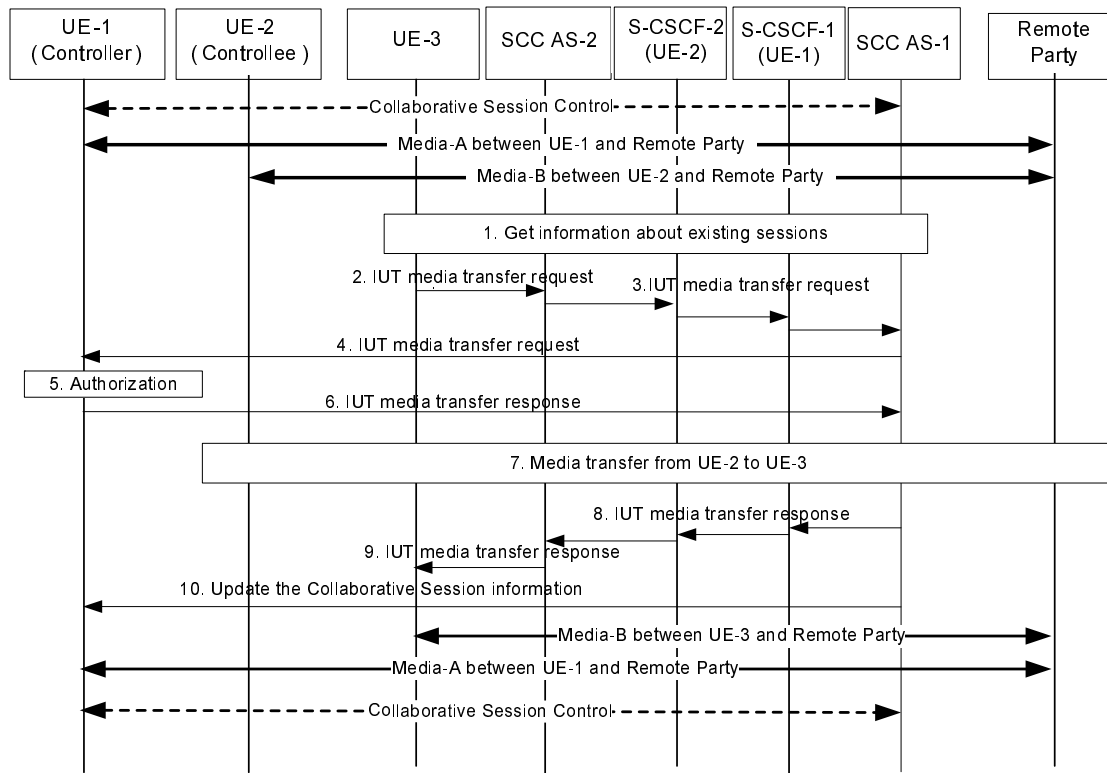 UE-1
( Controller )
UE-2
( Controllee )
UE-3
SCC AS-2
S-CSCF-2
(UE-2)
S-CSCF-1
(UE-1)
SCC AS-1
Remote
Party
Collaborative Session Control
Media-A between UE-1 and Remote Party
Media-B between UE-2 and Remote Party
1. Get information about existing sessions
2. IUT media transfer request
3.IUT media transfer request
4. IUT media transfer request
5. Authorization
6. IUT media transfer response
7. Media transfer from UE-2 to UE-3
8. IUT media transfer response
9. IUT media transfer response
10. Update the Collaborative Session information
Media-B between UE-3 and Remote Party
Media-A between UE-1 and Remote Party
Collaborative Session Control